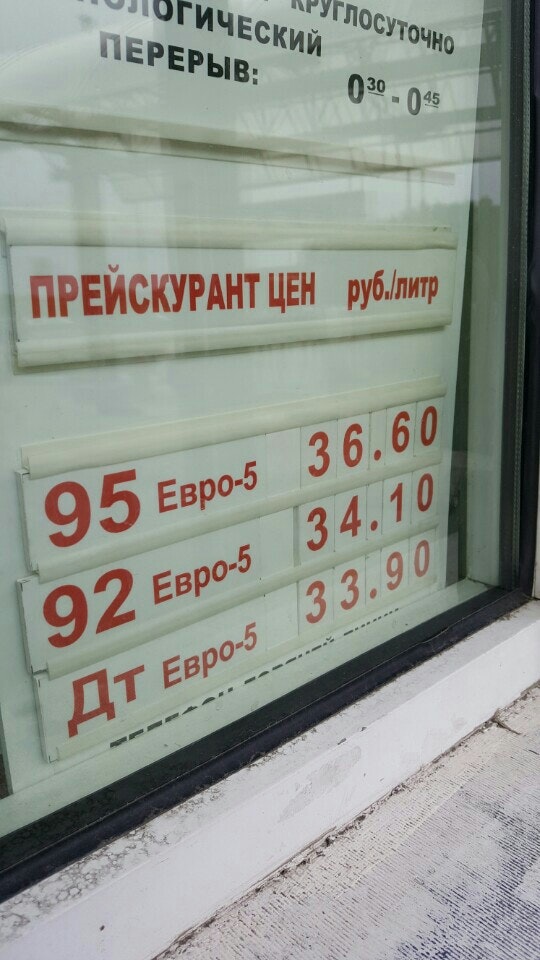 КРУГЛОСУТОЧНО
ПЕРЕРЫВ: 0³⁰ - 0⁴⁵
ПРЕЙСКУРАНТ ЦЕН руб./литр
95 Евро-5 36.60
92 Евро-5 34.10
Дт Евро-5 33.90